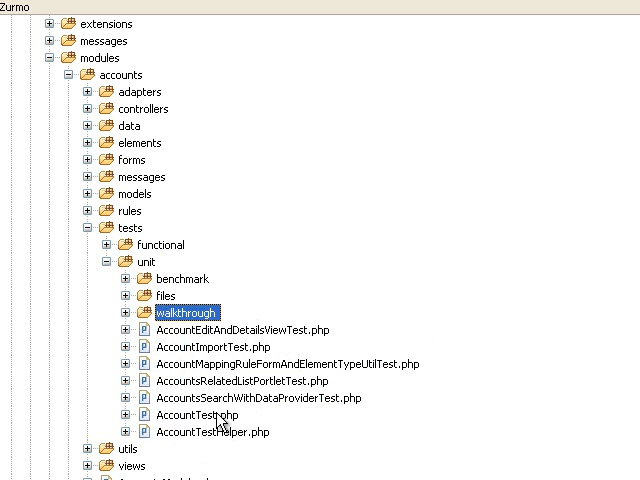 Zurmo
extensions
messages
modules
accounts
adapters
controllers
data
elements
forms
messages
models
rules
tests
functional
unit
benchmark
files
walkthrough
AccountEditAndDetailsViewTest.php
AccountImportTest.php
AccountMappingRuleFormAndElementTypeUtilTest.php
AccountsRelatedListPortletTest.php
AccountsSearchWithDataProviderTest.php
AccountTest.php
AccountTestHelper.php
utils
views